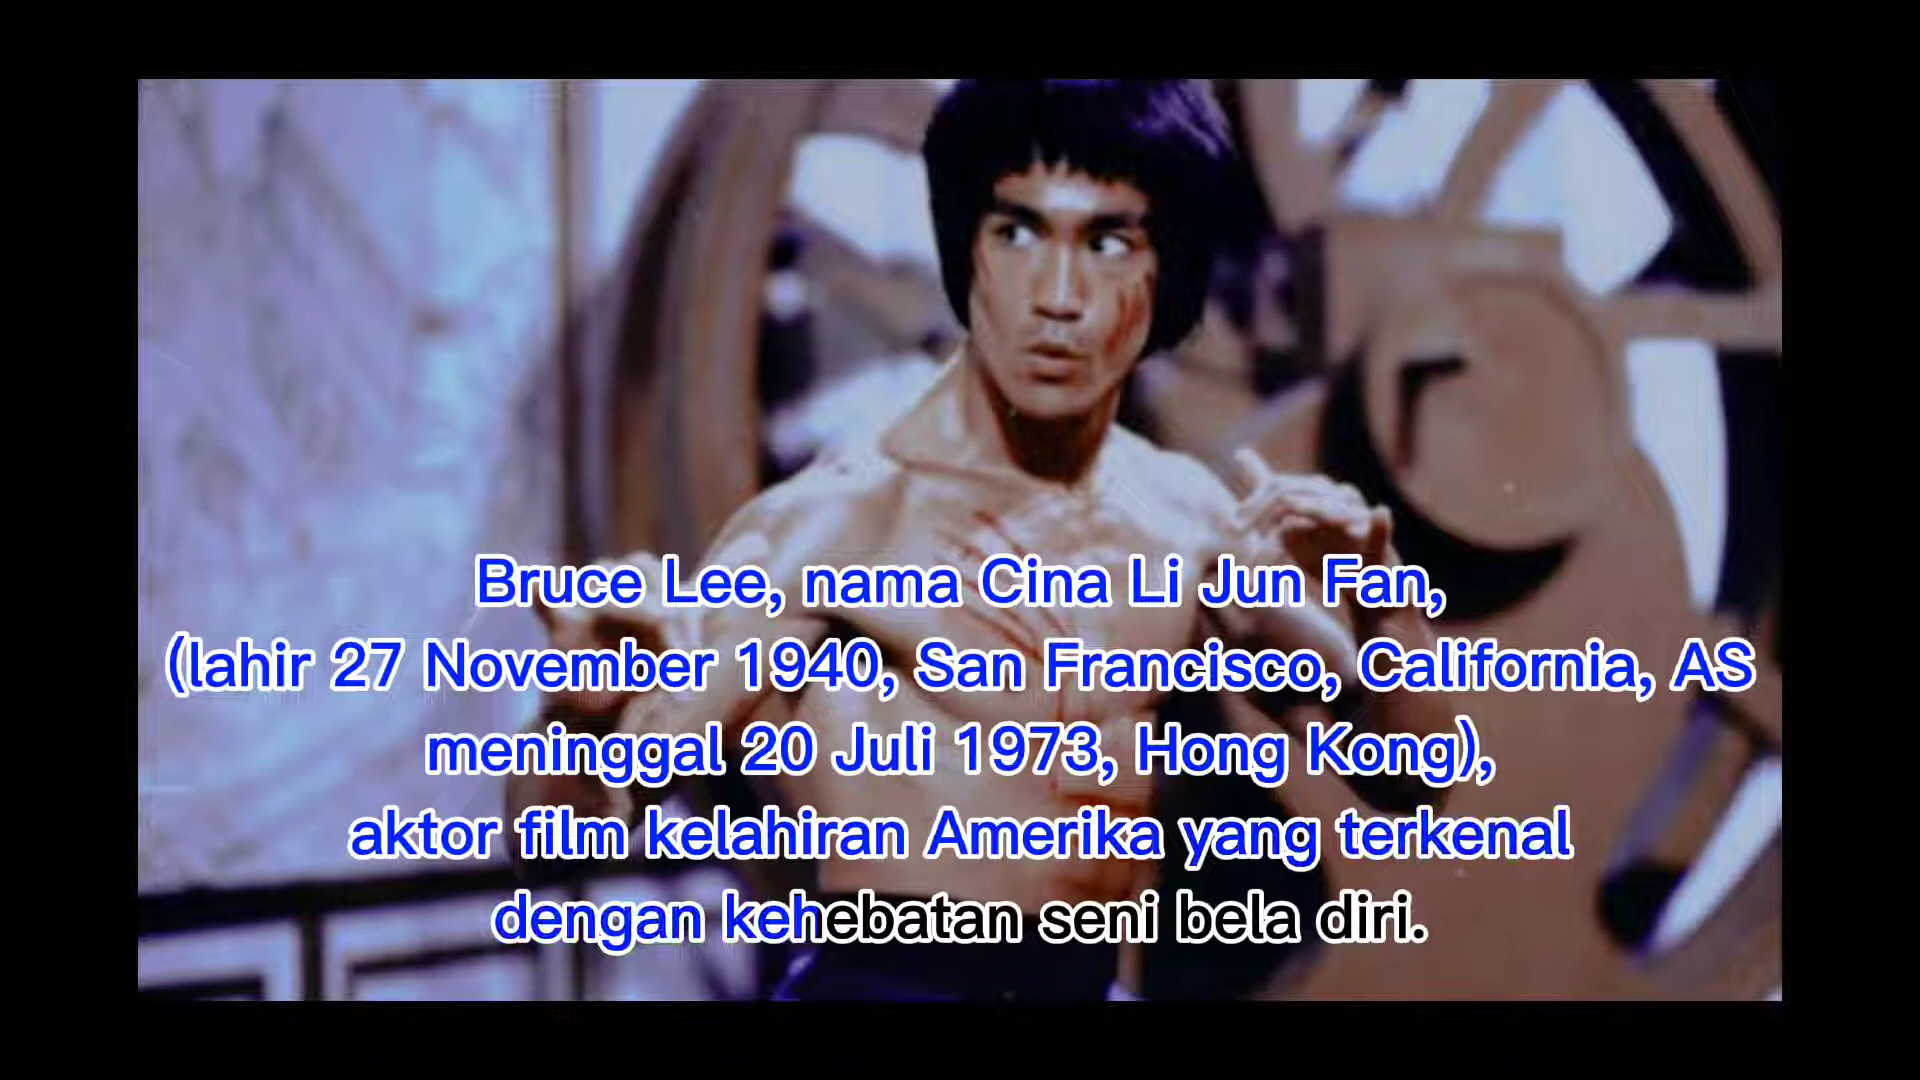 Bruce Lee, nama Cina Li Jun Fan,
(lahir 27 November 1940, San Francisco, California, AS
meninggal 20 Juli 1973, Hong Kong),
aktor film kelahiran Amerika yang terkenal
dengan kehebatan seni bela diri.